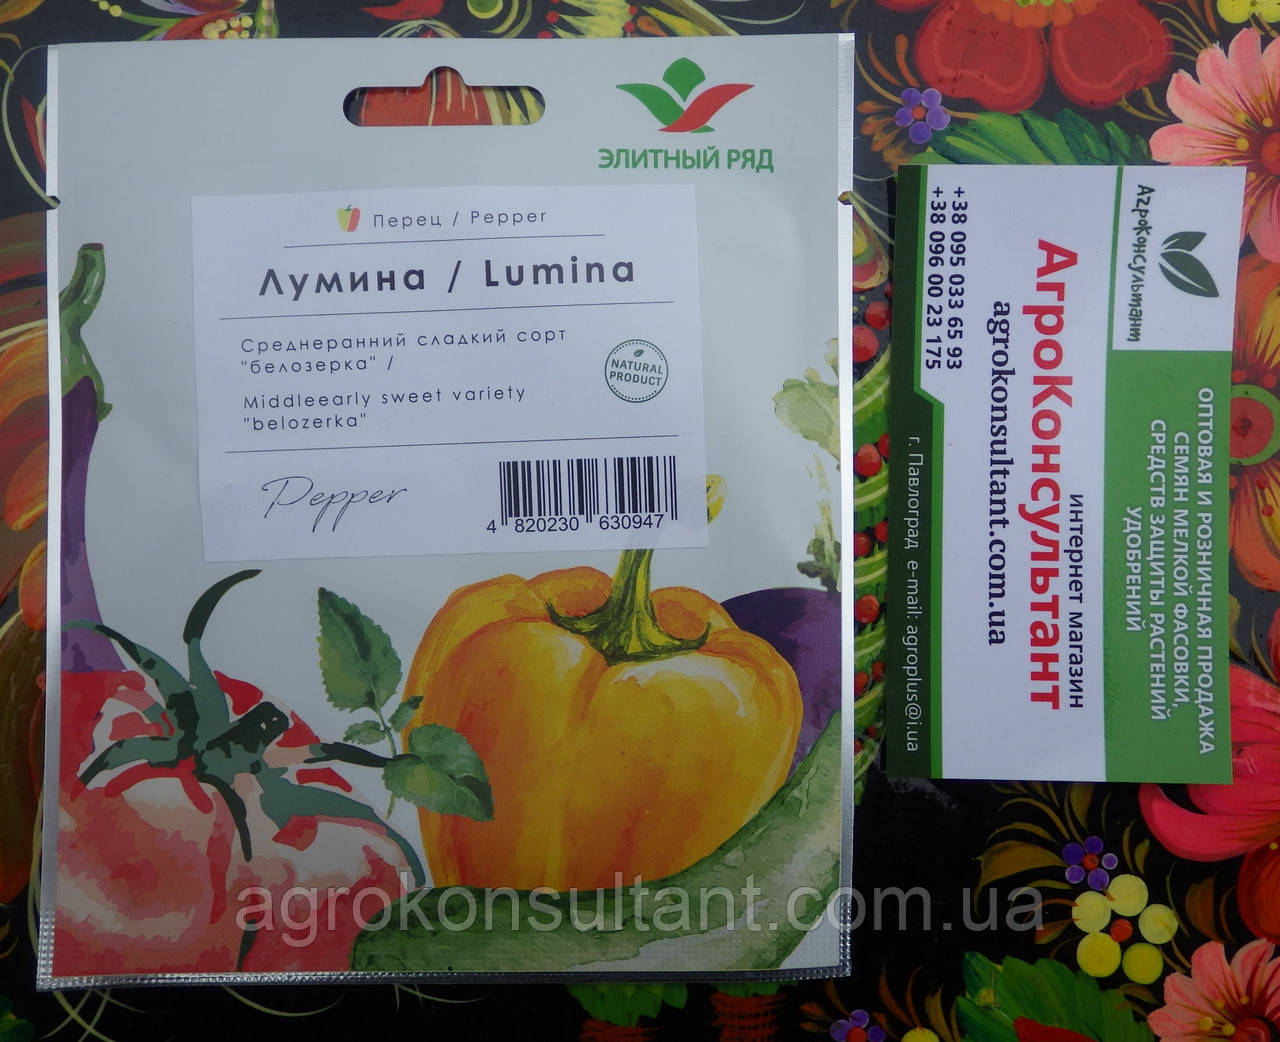 ЭЛИТНЫЙ РЯД
Перец / Pepper
Лумина / Lumina
Среднеранний сладкий сорт
"белозерка" /
Middleearly sweet variety
"belozerka"
NATURAL
PRODUCT
Pepper
4 820230 630947
АгроКонсультант
ОПТОВАЯ И РОЗНИЧНАЯ ПРОДАЖА
СЕМЯН МЕЛКОЙ ФАСОВКИ,
СРЕДСТВ ЗАЩИТЫ РАСТЕНИЙ
УДОБРЕНИЙ
интернет магазин
АгроКонсультант
agrokonsultant.com.ua
+38 095 033 65 93
+38 096 00 23 175
г. Павлоград e-mail: agroplus@i.ua
agrokonsultant.com.ua